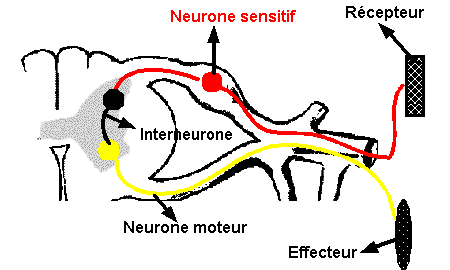 Neurone sensitif
Récepteur
Interneurone
Neurone moteur
Effecteur